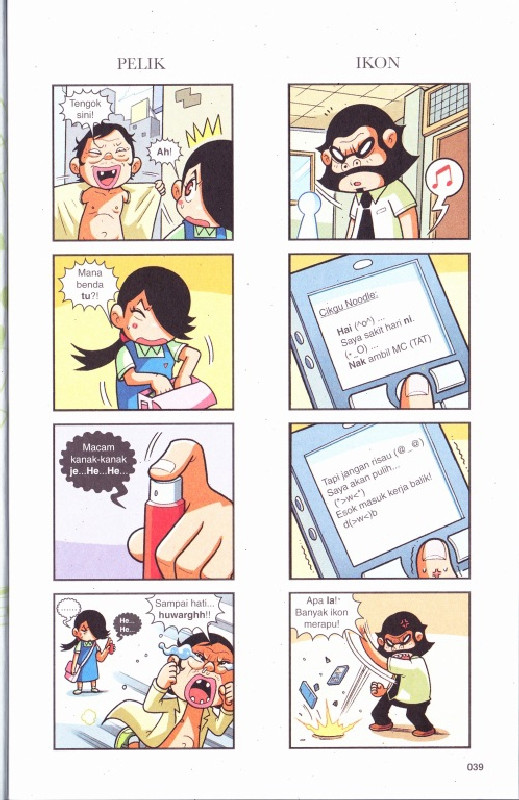 PELIK
Tengok
sini!
Ah!
Mana
benda
tu?!
Macam
kanak-kanak
je...He...He...
........
He...
He...
Sampai hati...
huwarghh!!
IKON
Cikgu Noodle:
Hai (^o^) ...
Saya sakit hari ni.
Nak ambil MC (TAT)
Tapi jangan risau (@_@)
Saya akan pulih...
(*>w<*)
Esok masuk kerja balik!
d(>w<)b
Apa la!
Banyak ikon
merapu!
039